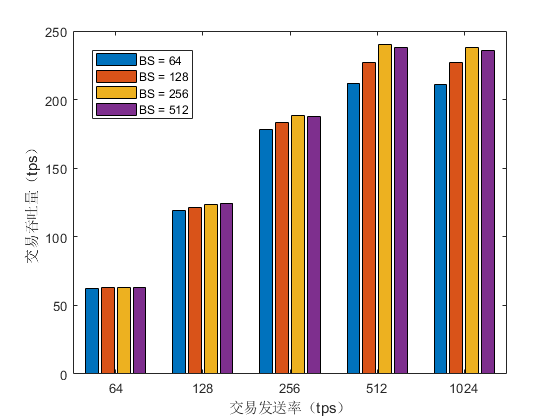 250
200
150
100
50
0
交易吞吐量（tps）
BS = 64
BS = 128
BS = 256
BS = 512
64 128 256 512 1024
交易发送率（tps）